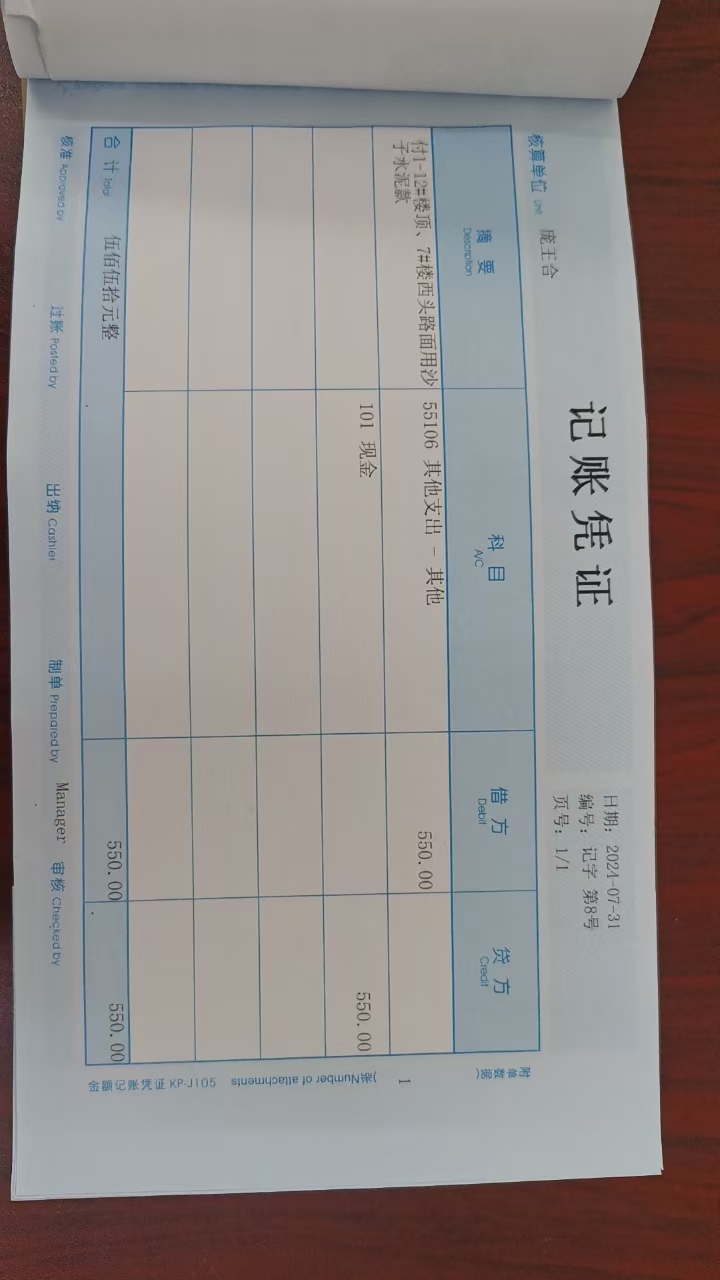 记账凭证
日期: 2024-07-31
编号: 记字 第8号
页号: 1/1
核算单位 Unit 庞王合
摘要 Description 科目 A/C 借方 Debit 贷方 Credit
付1-12#楼顶、7#楼西头路面用沙 55106 其他支出 - 其他 550.00
子水泥款
101 现金 550.00
合计 Total 伍佰伍拾元整 550.00 550.00
附单据数(
1
张Number of attachments)
金额记账凭证 KP-J105
核准 Approved by 过账 Posted by 出纳 Cashier 制单 Prepared by Manager 审核 Checked by